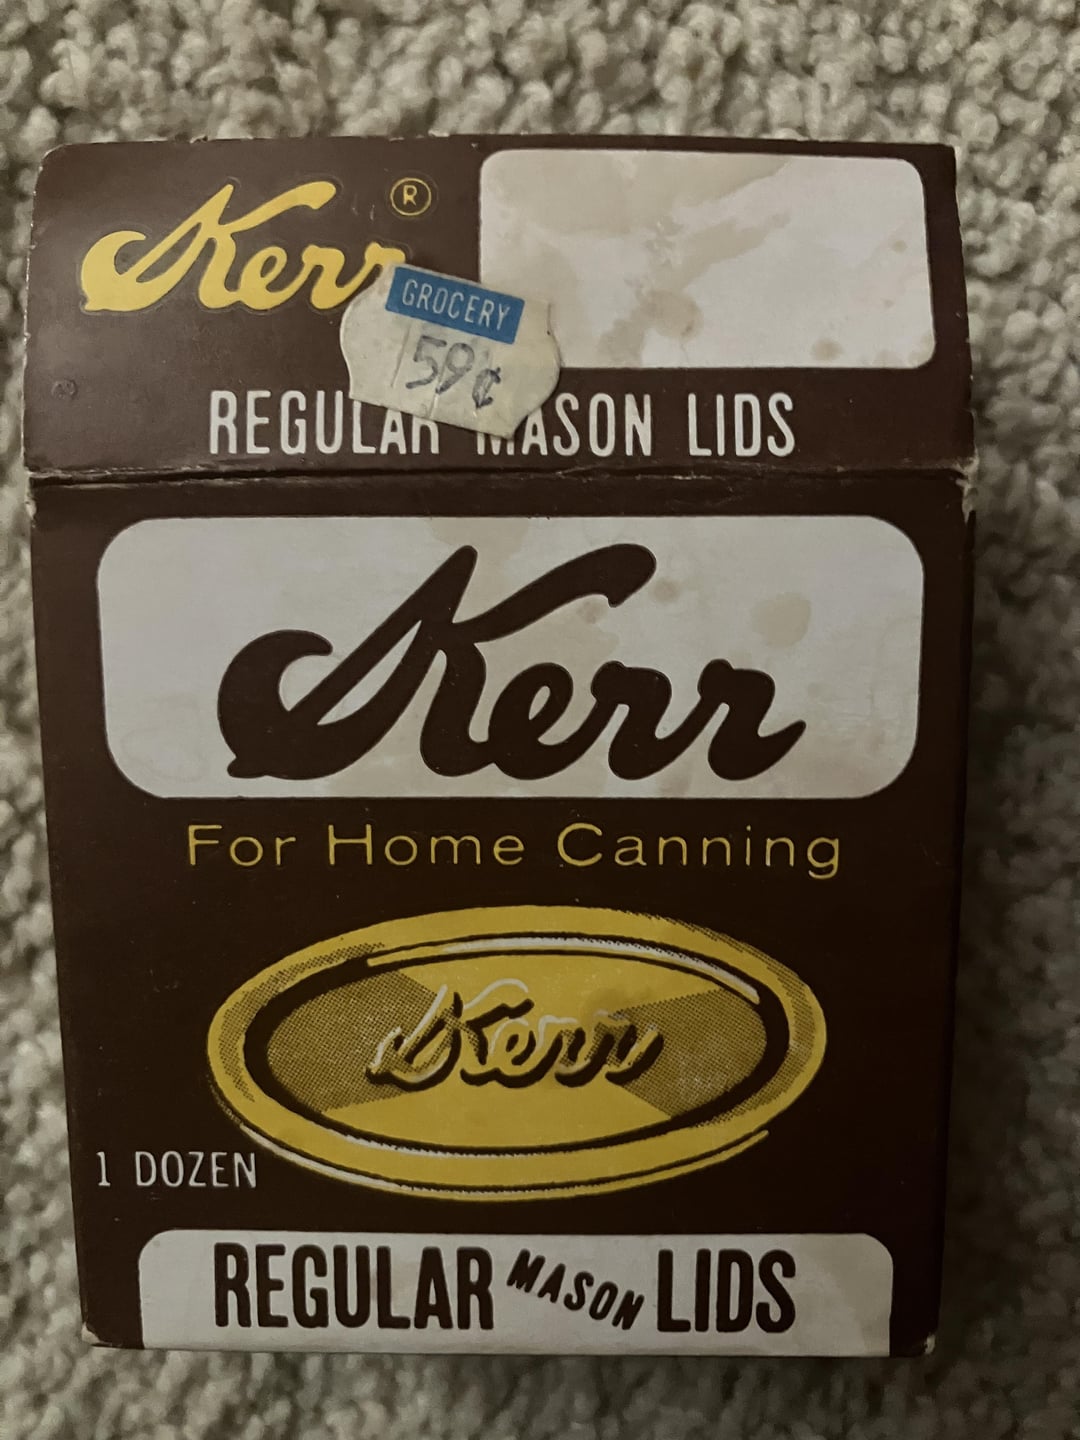 Kerr ®
GROCERY
59¢
REGULAR MASON LIDS
Kerr
For Home Canning
Kerr
1 DOZEN
REGULAR MASON LIDS